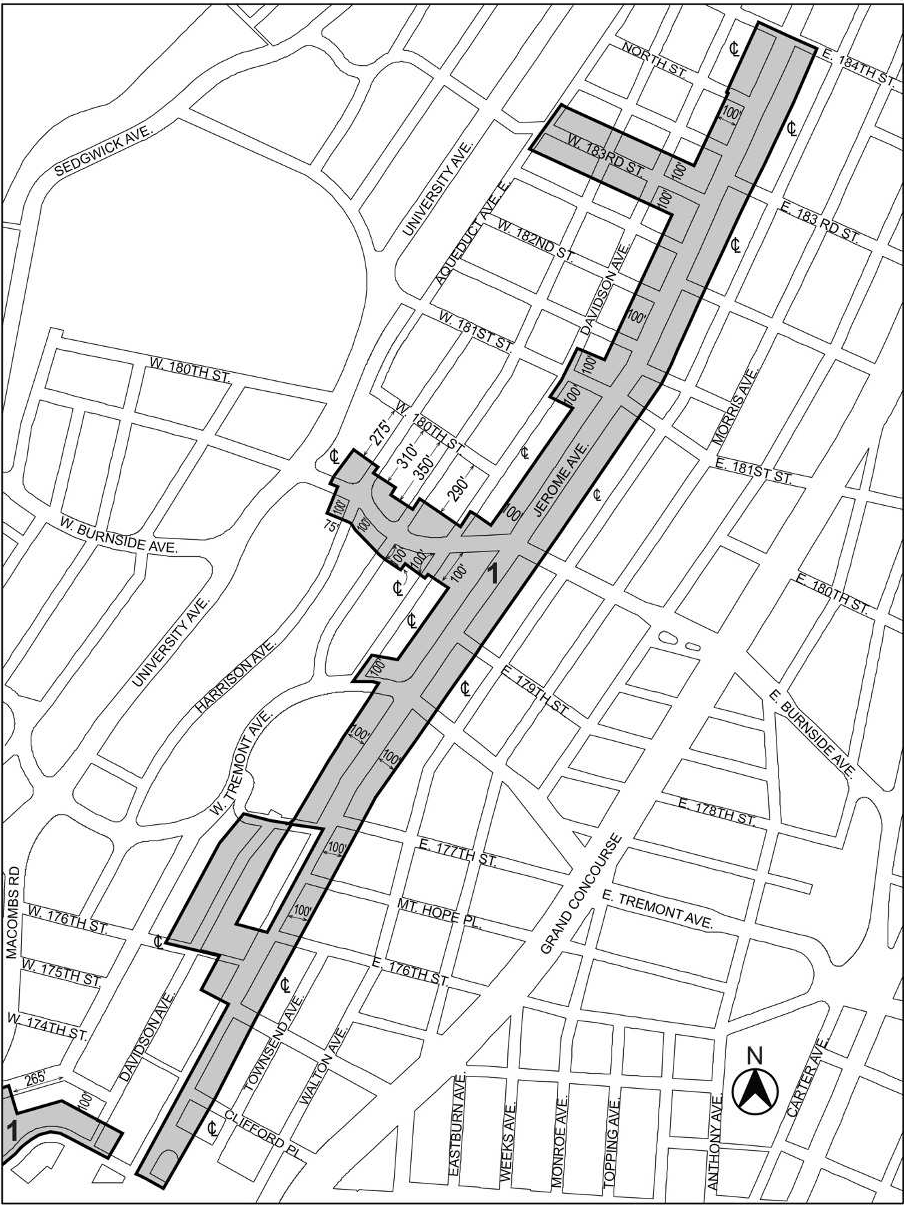 NORTH ST.
℄
E. 184TH ST.
100'
℄
SEDGWICK AVE.
W. 183RD ST.
100'
100'
UNIVERSITY AVE.
AQUEDUCT AVE. E.
E. 183 RD ST.
W. 182ND ST.
℄
DAVIDSON AVE.
100'
W. 181ST ST.
W. 180TH ST.
100'
100'
MORRIS AVE.
W. 180TH ST.
275'
310'
350'
290'
℄
℄
JEROME AVE.
E. 181ST ST.
℄
100'
75'
100'
100'
100'
100'
100'
W. BURNSIDE AVE.
1
E. 180TH ST.
℄
℄
UNIVERSITY AVE.
HARRISON AVE.
100'
℄
E. 179TH ST.
E. BURNSIDE AVE.
W. TREMONT AVE.
100'
100'
E. 178TH ST.
E. 177TH ST.
100'
GRAND CONCOURSE
MACOMBS RD
W. 176TH ST.
100'
MT. HOPE PL.
E. TREMONT AVE.
℄
W. 175TH ST.
E. 176TH ST.
℄
W. 174TH ST.
DAVIDSON AVE.
TOWNSEND AVE.
WALTON AVE.
N
CARTER AVE.
265'
100'
1
CLIFFORD PL.
℄
EASTBURN AVE.
WEEKS AVE.
MONROE AVE.
TOPPING AVE.
ANTHONY AVE.